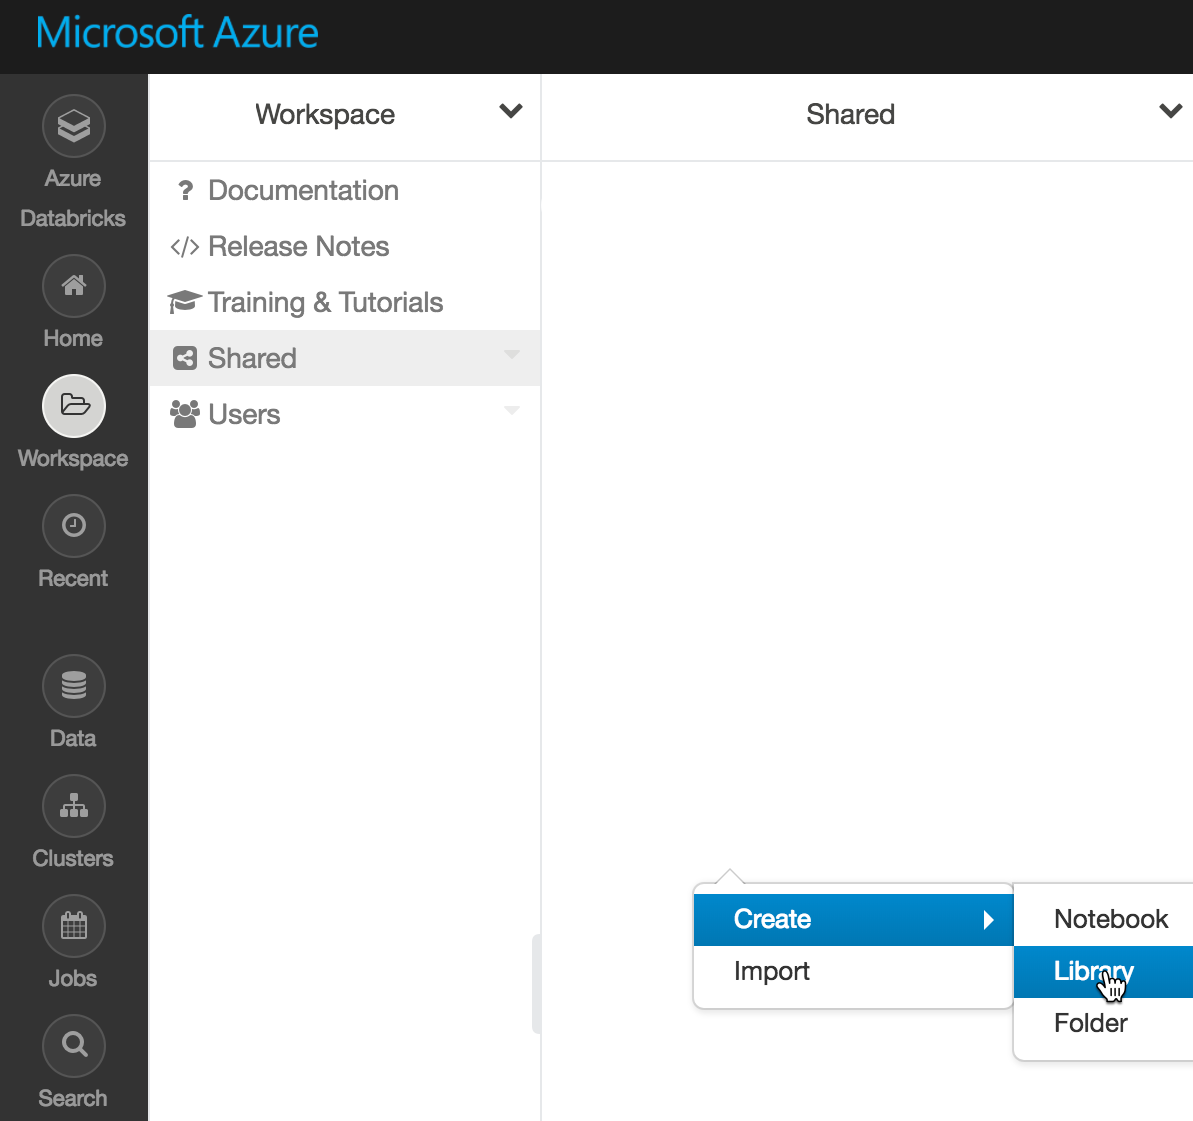 Microsoft Azure
Azure
Databricks
Home
Workspace
Recent
Data
Clusters
Jobs
Search
Workspace
? Documentation
</> Release Notes
Training & Tutorials
Shared
Users
Shared
Create
Import
Notebook
Library
Folder